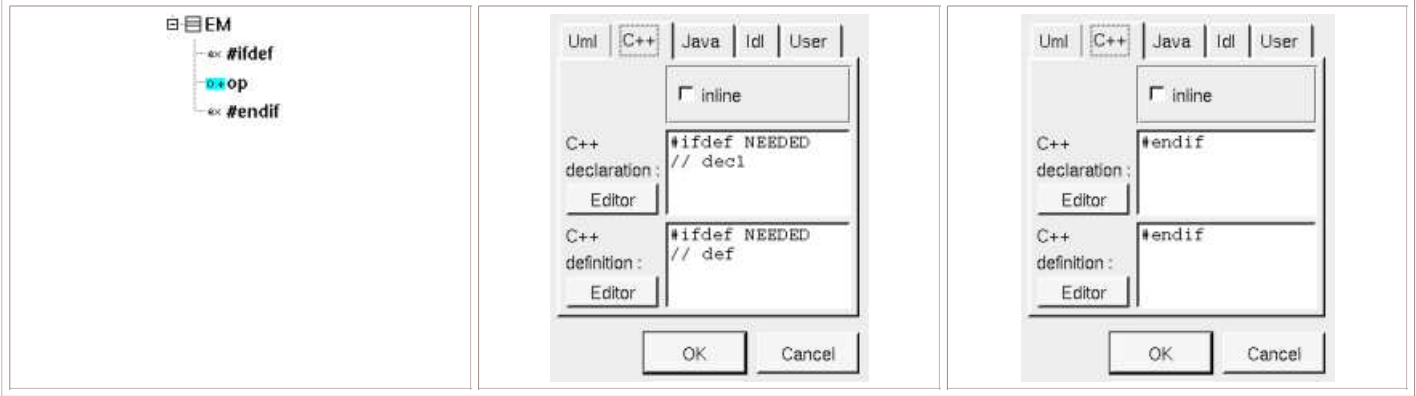 EM
#ifdef
op
#endif
Uml C++ Java Idl User
inline
C++
declaration :
Editor
#ifdef NEEDED
// decl
C++
definition :
Editor
#ifdef NEEDED
// def
OK Cancel
Uml C++ Java Idl User
inline
C++
declaration :
Editor
#endif
C++
definition :
Editor
#endif
OK Cancel